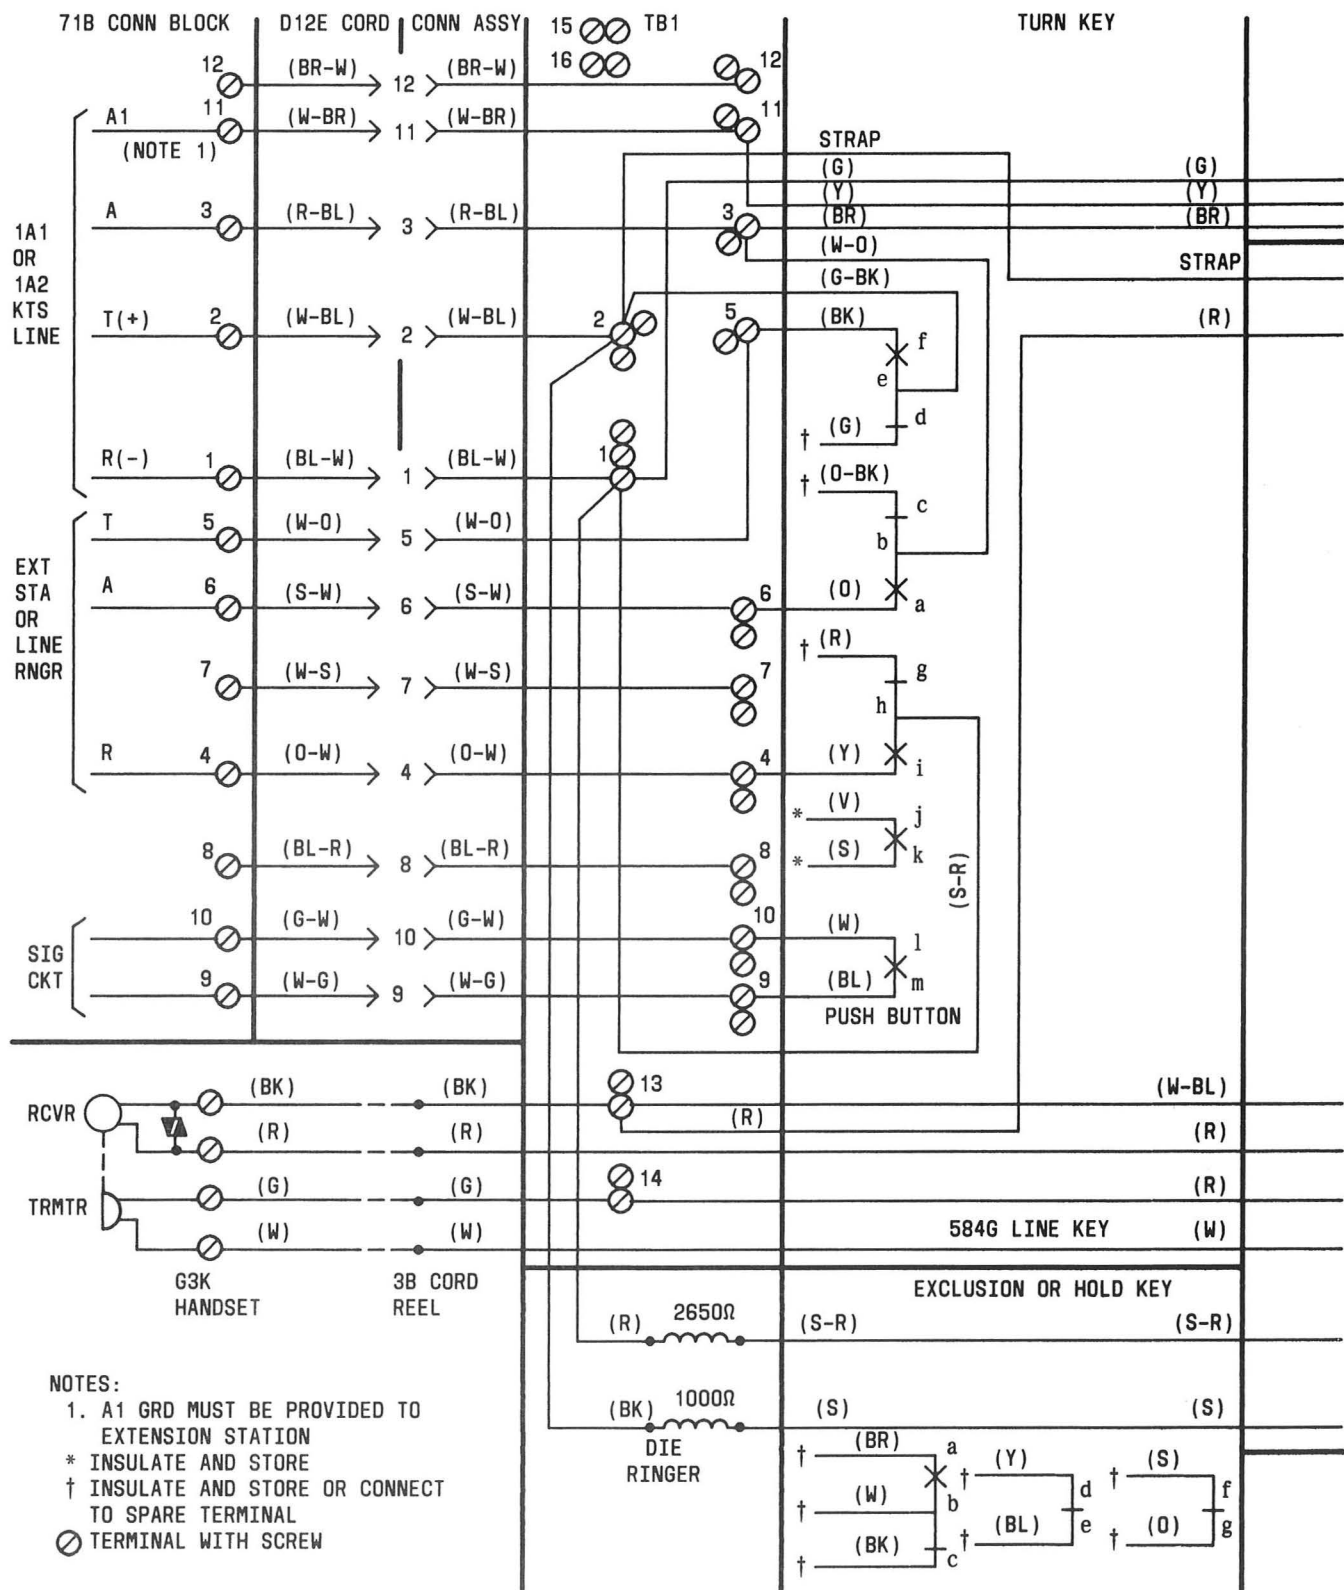 71B CONN BLOCK D12E CORD CONN ASSY 15 TB1 TURN KEY
16
12 (BR-W) 12 (BR-W) 12
A1 11 (W-BR) 11 (W-BR) 11
(NOTE 1)
STRAP
(G) (G)
(Y) (Y)
A 3 (R-BL) 3 (R-BL) 3 (BR) (BR)
1A1
OR
1A2
KTS
LINE
(W-O)
STRAP
(G-BK)
T(+) 2 (W-BL) 2 (W-BL) 2 5 (BK) (R)
f
e
d
† (G)
R(-) 1 (BL-W) 1 (BL-W) 1
† (O-BK)
c
b
T 5 (W-O) 5 (W-O)
EXT
STA
OR
LINE
RNGR
A 6 (S-W) 6 (S-W) 6 (O) a
† (R)
g
7 (W-S) 7 (W-S) 7
h
R 4 (O-W) 4 (O-W) 4 (Y) i
* (V) j
* (S) k
8 (BL-R) 8 (BL-R) 8
(S-R)
10 (G-W) 10 (G-W) 10 (W) l
SIG
CKT
9 (W-G) 9 (W-G) 9 (BL) m
PUSH BUTTON
RCVR (BK) (BK) 13 (W-BL)
(R)
(R) (R) (R)
TRMTR (G) (G) 14 (R)
(W) (W) 584G LINE KEY (W)
G3K
HANDSET
3B CORD
REEL
EXCLUSION OR HOLD KEY
(R) 2650Ω (S-R) (S-R)
(BK) 1000Ω (S) (S)
DIE
RINGER
† (BR) a
† (W) b
† (BK) c
† (Y) d
† (BL) e
† (S) f
† (O) g
NOTES:
1. A1 GRD MUST BE PROVIDED TO
EXTENSION STATION
* INSULATE AND STORE
† INSULATE AND STORE OR CONNECT
TO SPARE TERMINAL
TERMINAL WITH SCREW